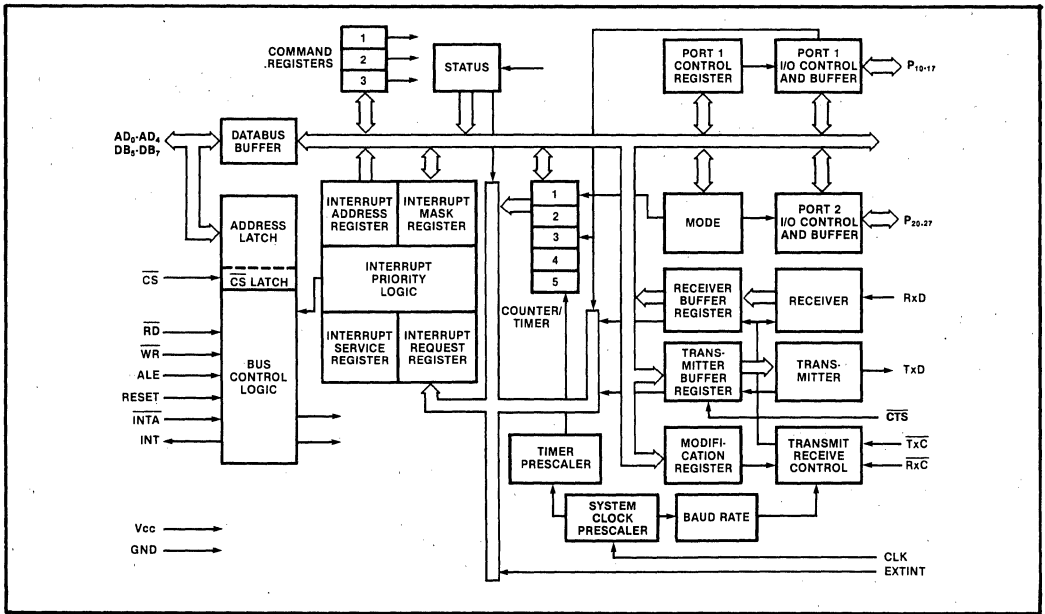 COMMAND
.REGISTERS
1
2
3
STATUS
PORT 1
CONTROL
REGISTER
PORT 1
I/O CONTROL
AND BUFFER
P10-17
AD0-AD4
DB5-DB7
DATABUS
BUFFER
ADDRESS
LATCH
CS LATCH
BUS
CONTROL
LOGIC
CS
RD
WR
ALE
RESET
INTA
INT
INTERRUPT
ADDRESS
REGISTER
INTERRUPT
MASK
REGISTER
INTERRUPT
PRIORITY
LOGIC
INTERRUPT
SERVICE
REGISTER
INTERRUPT
REQUEST
REGISTER
1
2
3
4
5
COUNTER/
TIMER
MODE
PORT 2
I/O CONTROL
AND BUFFER
P20-27
RECEIVER
BUFFER
REGISTER
RECEIVER
RxD
TRANS-
MITTER
BUFFER
REGISTER
TRANS-
MITTER
TxD
CTS
MODIFI-
CATION
REGISTER
TRANSMIT
RECEIVE
CONTROL
TxC
RxC
TIMER
PRESCALER
SYSTEM
CLOCK
PRESCALER
BAUD RATE
CLK
EXTINT
Vcc
GND